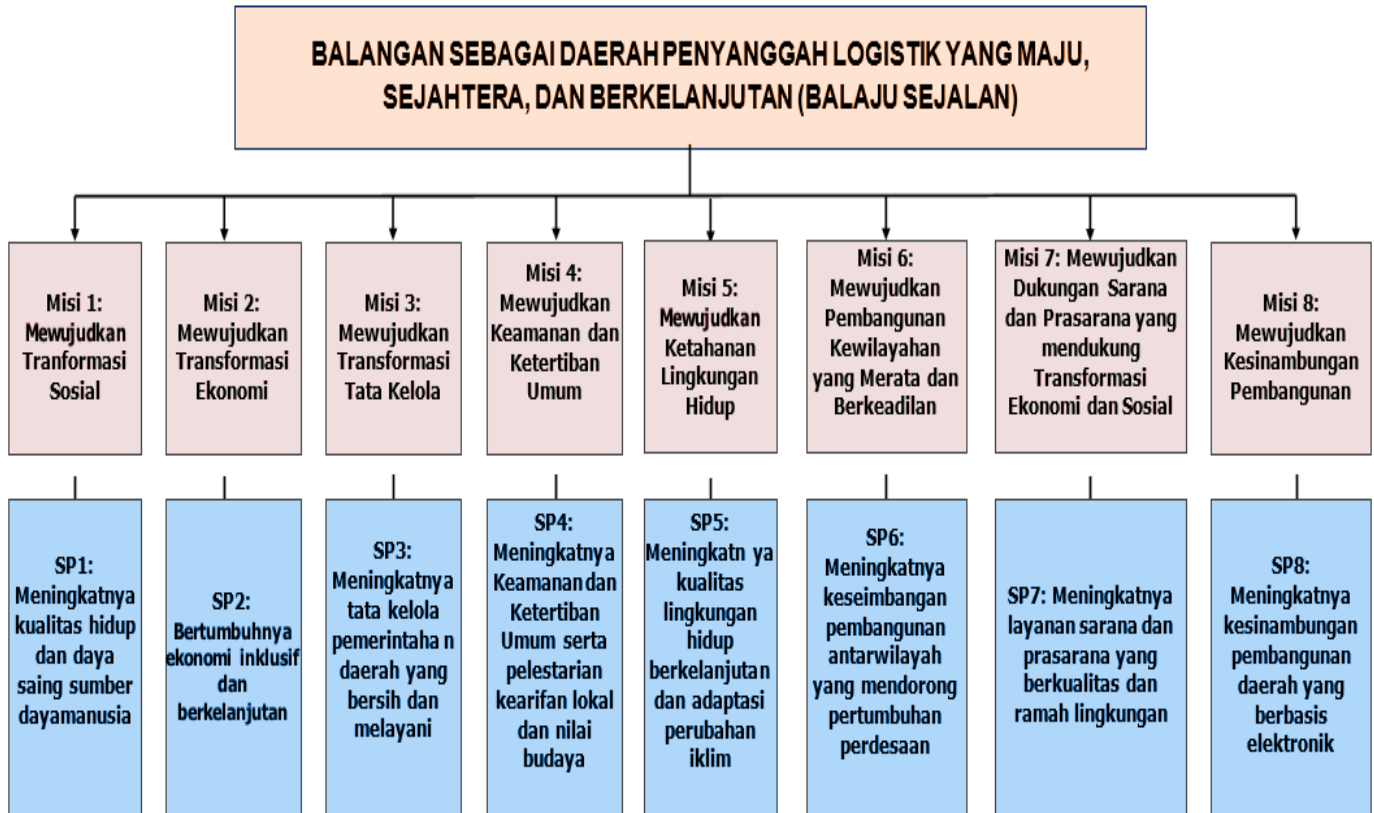 BALANGAN SEBAGAI DAERAH PENYANGGAH LOGISTIK YANG MAJU,
SEJAHTERA, DAN BERKELANJUTAN (BALAJU SEJALAN)
Misi 1:
Mewujudkan
Tranformasi
Sosial
Misi 2:
Mewujudkan
Transformasi
Ekonomi
Misi 3:
Mewujudkan
Transformasi
Tata Kelola
Misi 4:
Mewujudkan
Keamanan dan
Ketertiban
Umum
Misi 5:
Mewujudkan
Ketahanan
Lingkungan
Hidup
Misi 6:
Mewujudkan
Pembangunan
Kewilayahan
yang Merata dan
Berkeadilan
Misi 7: Mewujudkan
Dukungan Sarana
dan Prasarana yang
mendukung
Transformasi
Ekonomi dan Sosial
Misi 8:
Mewujudkan
Kesinambungan
Pembangunan
SP1:
Meningkatnya
kualitas hidup
dan daya
saing sumber
dayamanusia
SP2:
Bertumbuhnya
ekonomi inklusif
dan
berkelanjutan
SP3:
Meningkatnya
tata kelola
pemerintaha n
daerah yang
bersih dan
melayani
SP4:
Meningkatnya
Keamanan dan
Ketertiban
Umum serta
pelestarian
kearifan lokal
dan nilai
budaya
SP5:
Meningkatn ya
kualitas
lingkungan
hidup
berkelanjutan
dan adaptasi
perubahan
iklim
SP6:
Meningkatnya
keseimbangan
pembangunan
antarwilayah
yang mendorong
pertumbuhan
perdesaan
SP7: Meningkatnya
layanan sarana dan
prasarana yang
berkualitas dan
ramah lingkungan
SP8:
Meningkatnya
kesinambungan
pembangunan
daerah yang
berbasis
elektronik